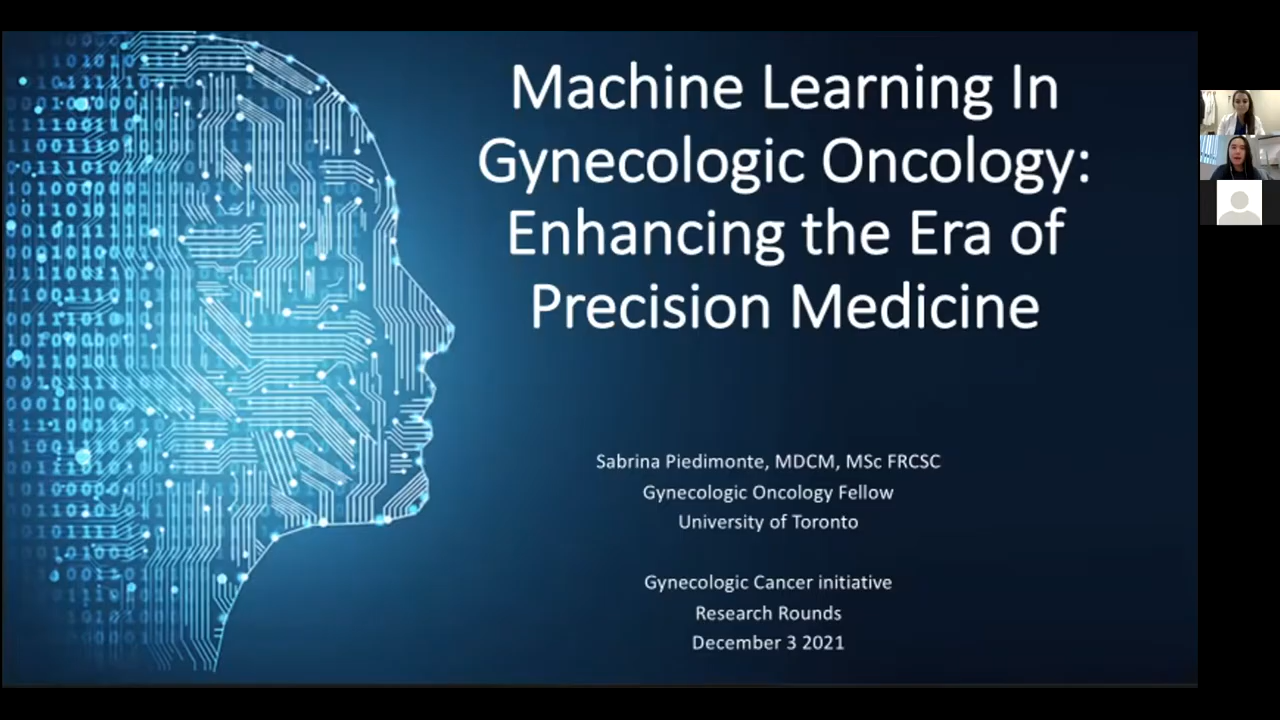 Machine Learning In
Gynecologic Oncology:
Enhancing the Era of
Precision Medicine
Sabrina Piedimonte, MDCM, MSc FRCSC
Gynecologic Oncology Fellow
University of Toronto
Gynecologic Cancer initiative
Research Rounds
December 3 2021